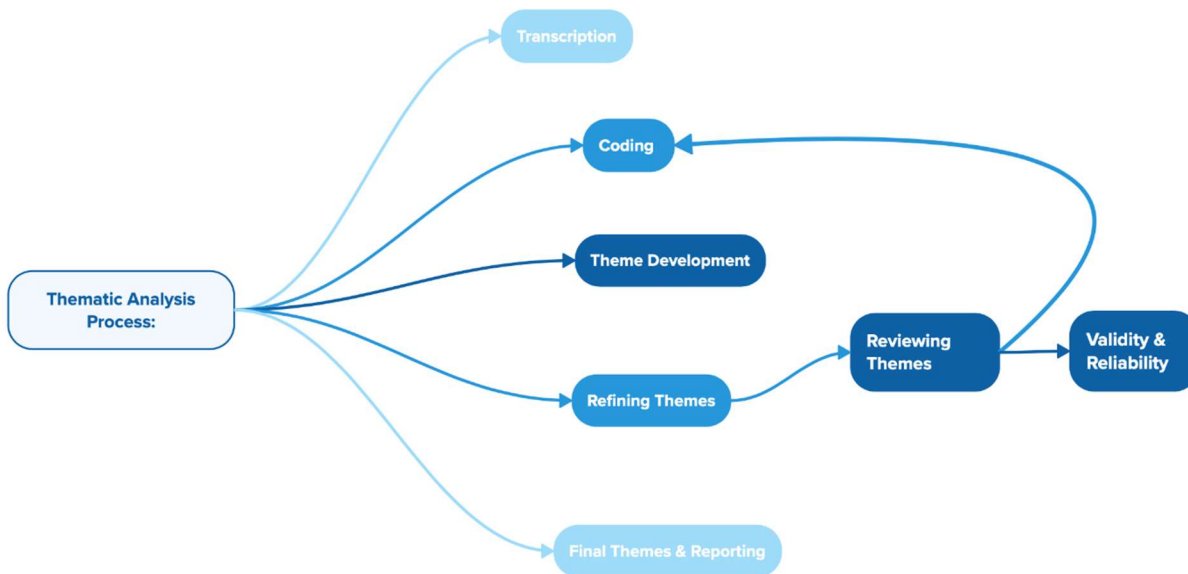 Transcription
Coding
Theme Development
Thematic Analysis
Process:
Reviewing
Themes
Validity &
Reliability
Refining Themes
Final Themes & Reporting